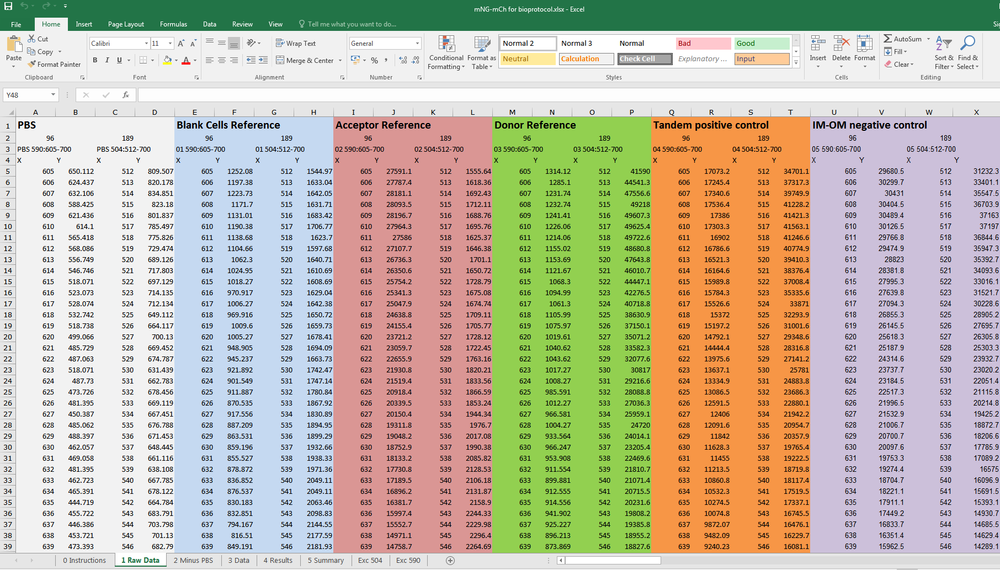 mNG-mCh for bioprotocol.xlsx - Excel
File Home Insert Page Layout Formulas Data Review View Tell me what you want to do...
Paste Cut Copy Format Painter Clipboard
Calibri 11 A A B I U A Font
Wrap Text Merge & Center Alignment
General % , Number
Conditional Formatting Format as Table
Normal 2 Normal 3 Normal Bad Good
Neutral Calculation Check Cell Explanatory ... Input
Styles
Insert Delete Format Cells
AutoSum Fill Clear Sort & Filter Find & Select Editing
Y48 fx
A B C D E F G H I J K L M N O P Q R S T U V W X
1 PBS Blank Cells Reference Acceptor Reference Donor Reference Tandem positive control IM-OM negative control
2 96 189 96 189 96 189 96 189 96 189 96 189
3 PBS 590:605-700 PBS 504:512-700 01 590:605-700 01 504:512-700 02 590:605-700 02 504:512-700 03 590:605-700 03 504:512-700 04 590:605-700 04 504:512-700 05 590:605-700 05 504:512-700
4 X Y X Y X Y X Y X Y X Y X Y X Y X Y X Y X Y X Y
5 605 650.112 512 809.507 605 1252.08 512 1544.97 605 27591.1 512 1555.64 605 1314.12 512 41590 605 17073.2 512 34701.1 605 29680.5 512 31232.3
6 606 624.437 513 820.178 606 1197.38 513 1633.04 606 27787.4 513 1618.36 606 1285.1 513 44541.3 606 17245.4 513 37317.3 606 30299.7 513 33401.1
7 607 632.106 514 834.851 607 1223.73 514 1642.05 607 28181.1 514 1692.43 607 1231.74 514 47556.6 607 17340.6 514 39749.9 607 30431 514 35547.5
8 608 588.425 515 823.18 608 1171.7 515 1631.71 608 28093.5 515 1712.11 608 1232.74 515 49218 608 17536.4 515 41228.2 608 30404.5 515 36703.9
9 609 621.436 516 801.837 609 1131.01 516 1683.42 609 28196.7 516 1688.76 609 1241.41 516 49607.3 609 17386 516 41421.3 609 30489.4 516 37163
10 610 614.1 517 785.497 610 1190.38 517 1706.77 610 27964.3 517 1695.76 610 1226.06 517 49625.4 610 17303.3 517 41563.1 610 30126.5 517 37197
11 611 565.418 518 775.826 611 1138.68 518 1623.7 611 27586 518 1625.37 611 1214.06 518 49722.6 611 16902 518 41246.6 611 29766.8 518 36844.6
12 612 568.086 519 729.474 612 1104.66 519 1597.68 612 27107.7 519 1646.38 612 1155.02 519 48680.8 612 16786.6 519 40774.9 612 29474.9 519 35947.3
13 613 556.749 520 689.126 613 1062.3 520 1640.71 613 26736.3 520 1701.1 613 1153.69 520 47643.8 613 16521.3 520 39410.3 613 28823 520 35392.7
14 614 546.746 521 717.803 614 1024.95 521 1610.69 614 26350.6 521 1650.72 614 1121.67 521 46010.7 614 16164.6 521 38376.4 614 28381.8 521 34093.6
15 615 518.071 522 697.129 615 1018.27 522 1608.69 615 25754.2 522 1728.79 615 1068.3 522 44447.1 615 15989.8 522 37008.4 615 27995.3 522 33016.1
16 616 523.073 523 714.135 616 970.917 523 1629.04 616 25341.3 523 1675.08 616 1094.99 523 42276.5 616 15784.3 523 35335.6 616 27639.8 523 31521.7
17 617 528.074 524 712.134 617 1006.27 524 1642.38 617 25047.9 524 1674.74 617 1061.3 524 40718.8 617 15526.6 524 33871 617 27094.3 524 30228.6
18 618 532.742 525 649.112 618 969.916 525 1650.72 618 24638.8 525 1709.11 618 1105.99 525 38630.9 618 15372 525 32293.9 618 26855.3 525 28905.2
19 619 518.738 526 664.117 619 1009.6 526 1659.73 619 24155.4 526 1705.77 619 1075.97 526 37150.1 619 15197.2 526 31001.6 619 26145.5 526 27695.7
20 620 499.066 527 700.13 620 1005.27 527 1678.41 620 23721.2 527 1728.12 620 1019.61 527 35071.2 620 14792.1 527 29348.6 620 25618.3 527 26305.8
21 621 485.729 528 669.452 621 948.905 528 1694.09 621 23059.7 528 1722.45 621 1040.62 528 33582.3 621 14444.4 528 28316.8 621 25187.9 528 25303.3
22 622 487.063 529 674.787 622 945.237 529 1663.73 622 22655.9 529 1763.16 622 1043.62 529 32077.6 622 13975.6 529 27141.2 622 24314.6 529 23932.7
23 623 518.071 530 631.439 623 921.892 530 1742.47 623 21930.8 530 1820.21 623 1017.27 530 30817 623 13637.1 530 25781 623 23737.7 530 23020.2
24 624 487.73 531 662.783 624 901.549 531 1747.14 624 21519.4 531 1833.56 624 1008.27 531 29216.6 624 13334.9 531 24883.8 624 23184.5 531 22051.4
25 625 473.726 532 678.456 625 911.887 532 1780.84 625 20918.4 532 1866.59 625 985.591 532 28088.8 625 13086.5 532 23686.3 625 22517.3 532 21115.8
26 626 481.395 533 669.119 626 870.535 533 1867.92 626 20339.5 533 1853.24 626 1012.27 533 27036.3 626 12591.5 533 22880.1 626 21996.5 533 20214.8
27 627 450.387 534 667.451 627 917.556 534 1830.89 627 20150.4 534 1944.34 627 966.581 534 25959.1 627 12406 534 21942.2 627 21532.9 534 19425.2
28 628 485.062 535 676.788 628 887.209 535 1894.95 628 19311.8 535 1976.7 628 1004.27 535 24720 628 12091.6 535 20954.7 628 21006.7 535 18872.7
29 629 488.397 536 671.453 629 863.531 536 1899.29 629 19048.2 536 2017.08 629 933.564 536 24014.1 629 11842 536 20357.9 629 20700.7 536 18206.6
30 630 462.057 537 648.445 630 859.196 537 1932.66 630 18752.9 537 1990.38 630 966.247 537 23205.4 630 11628.3 537 19765.4 630 20097.6 537 17785.9
31 631 469.058 538 661.116 631 855.527 538 1938.33 631 18133.2 538 2085.82 631 953.908 538 22469.6 631 11455 538 19222.5 631 19753.3 538 17089.2
32 632 481.395 539 638.108 632 878.872 539 1971.36 632 17730.8 539 2128.53 632 911.554 539 21810.7 632 11213.5 539 18719.8 632 19274.4 539 16575
33 633 462.723 540 667.785 633 836.852 540 2049.11 633 17189.5 540 2106.18 633 899.881 540 21071.4 633 10860.8 540 18117.4 633 18704.7 540 16096.9
34 634 465.391 541 678.122 634 876.537 541 2049.11 634 16896.2 541 2131.87 634 912.555 541 20715.5 634 10532.3 541 17519.5 634 18221.1 541 15691.5
35 635 444.719 542 664.784 635 830.183 542 2063.46 635 16381.7 542 2158.9 635 914.556 542 20231.6 635 10274.5 542 17337.1 635 17911.1 542 15393.1
36 636 455.722 543 683.791 636 832.851 543 2098.83 636 15997.4 543 2244.33 636 941.902 543 19808.2 636 10074.8 543 16745.5 636 17449.2 543 14930.7
37 637 446.386 544 703.798 637 794.167 544 2144.55 637 15552.7 544 2229.98 637 925.227 544 19385.8 637 9872.07 544 16476.1 637 16833.7 544 14685.5
38 638 453.721 545 701.13 638 816.51 545 2177.59 638 14971.1 545 2296.4 638 896.213 545 18955.2 638 9482.09 545 16229.7 638 16351.4 545 14629.4
39 639 473.393 546 682.79 639 849.191 546 2181.93 639 14758.7 546 2264.69 639 873.869 546 18827.6 639 9240.23 546 16081.1 639 15962.5 546 14289.1
0 Instructions 1 Raw Data 2 Minus PBS 3 Data 4 Results 5 Summary Exc 504 Exc 590